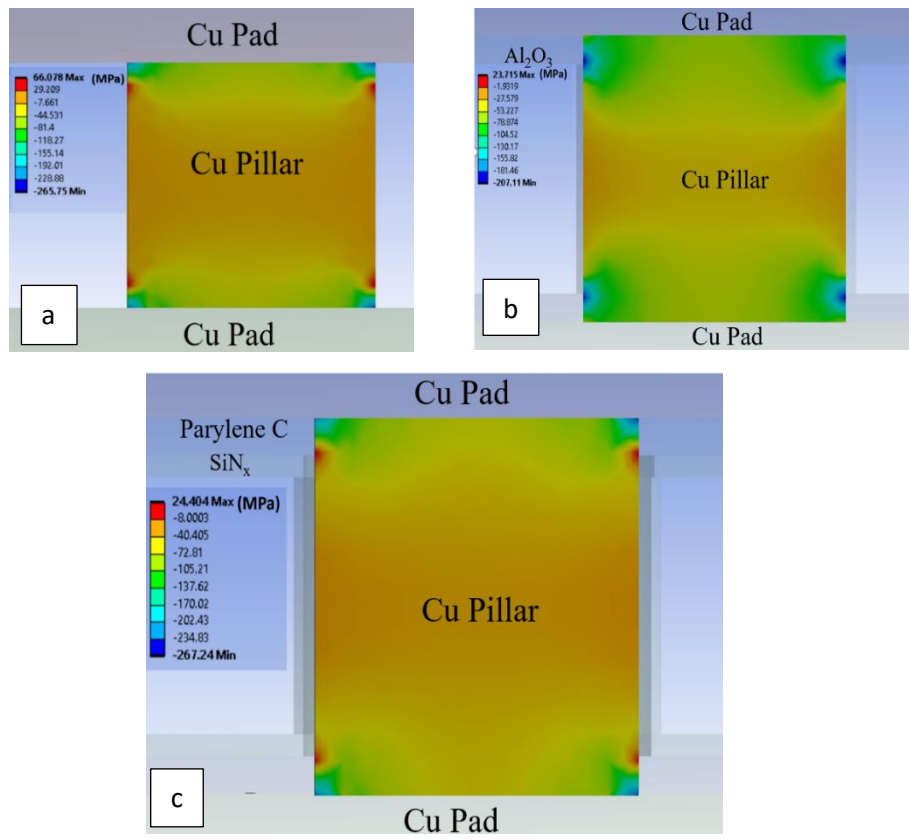 Cu Pad
66.078 Max (MPa)
29.209
-7.661
-44.531
-81.4
-118.27
-155.14
-192.01
-228.88
-265.75 Min
Cu Pillar
a
Cu Pad
Cu Pad
Al₂O₃
23.715 Max (MPa)
-1.9319
-27.579
-53.227
-78.874
-104.52
-130.17
-155.82
-181.46
-207.11 Min
Cu Pillar
b
Cu Pad
Cu Pad
Parylene C
SiNₓ
24.404 Max (MPa)
-8.0003
-40.405
-72.81
-105.21
-137.62
-170.02
-202.43
-234.83
-267.24 Min
Cu Pillar
c
Cu Pad